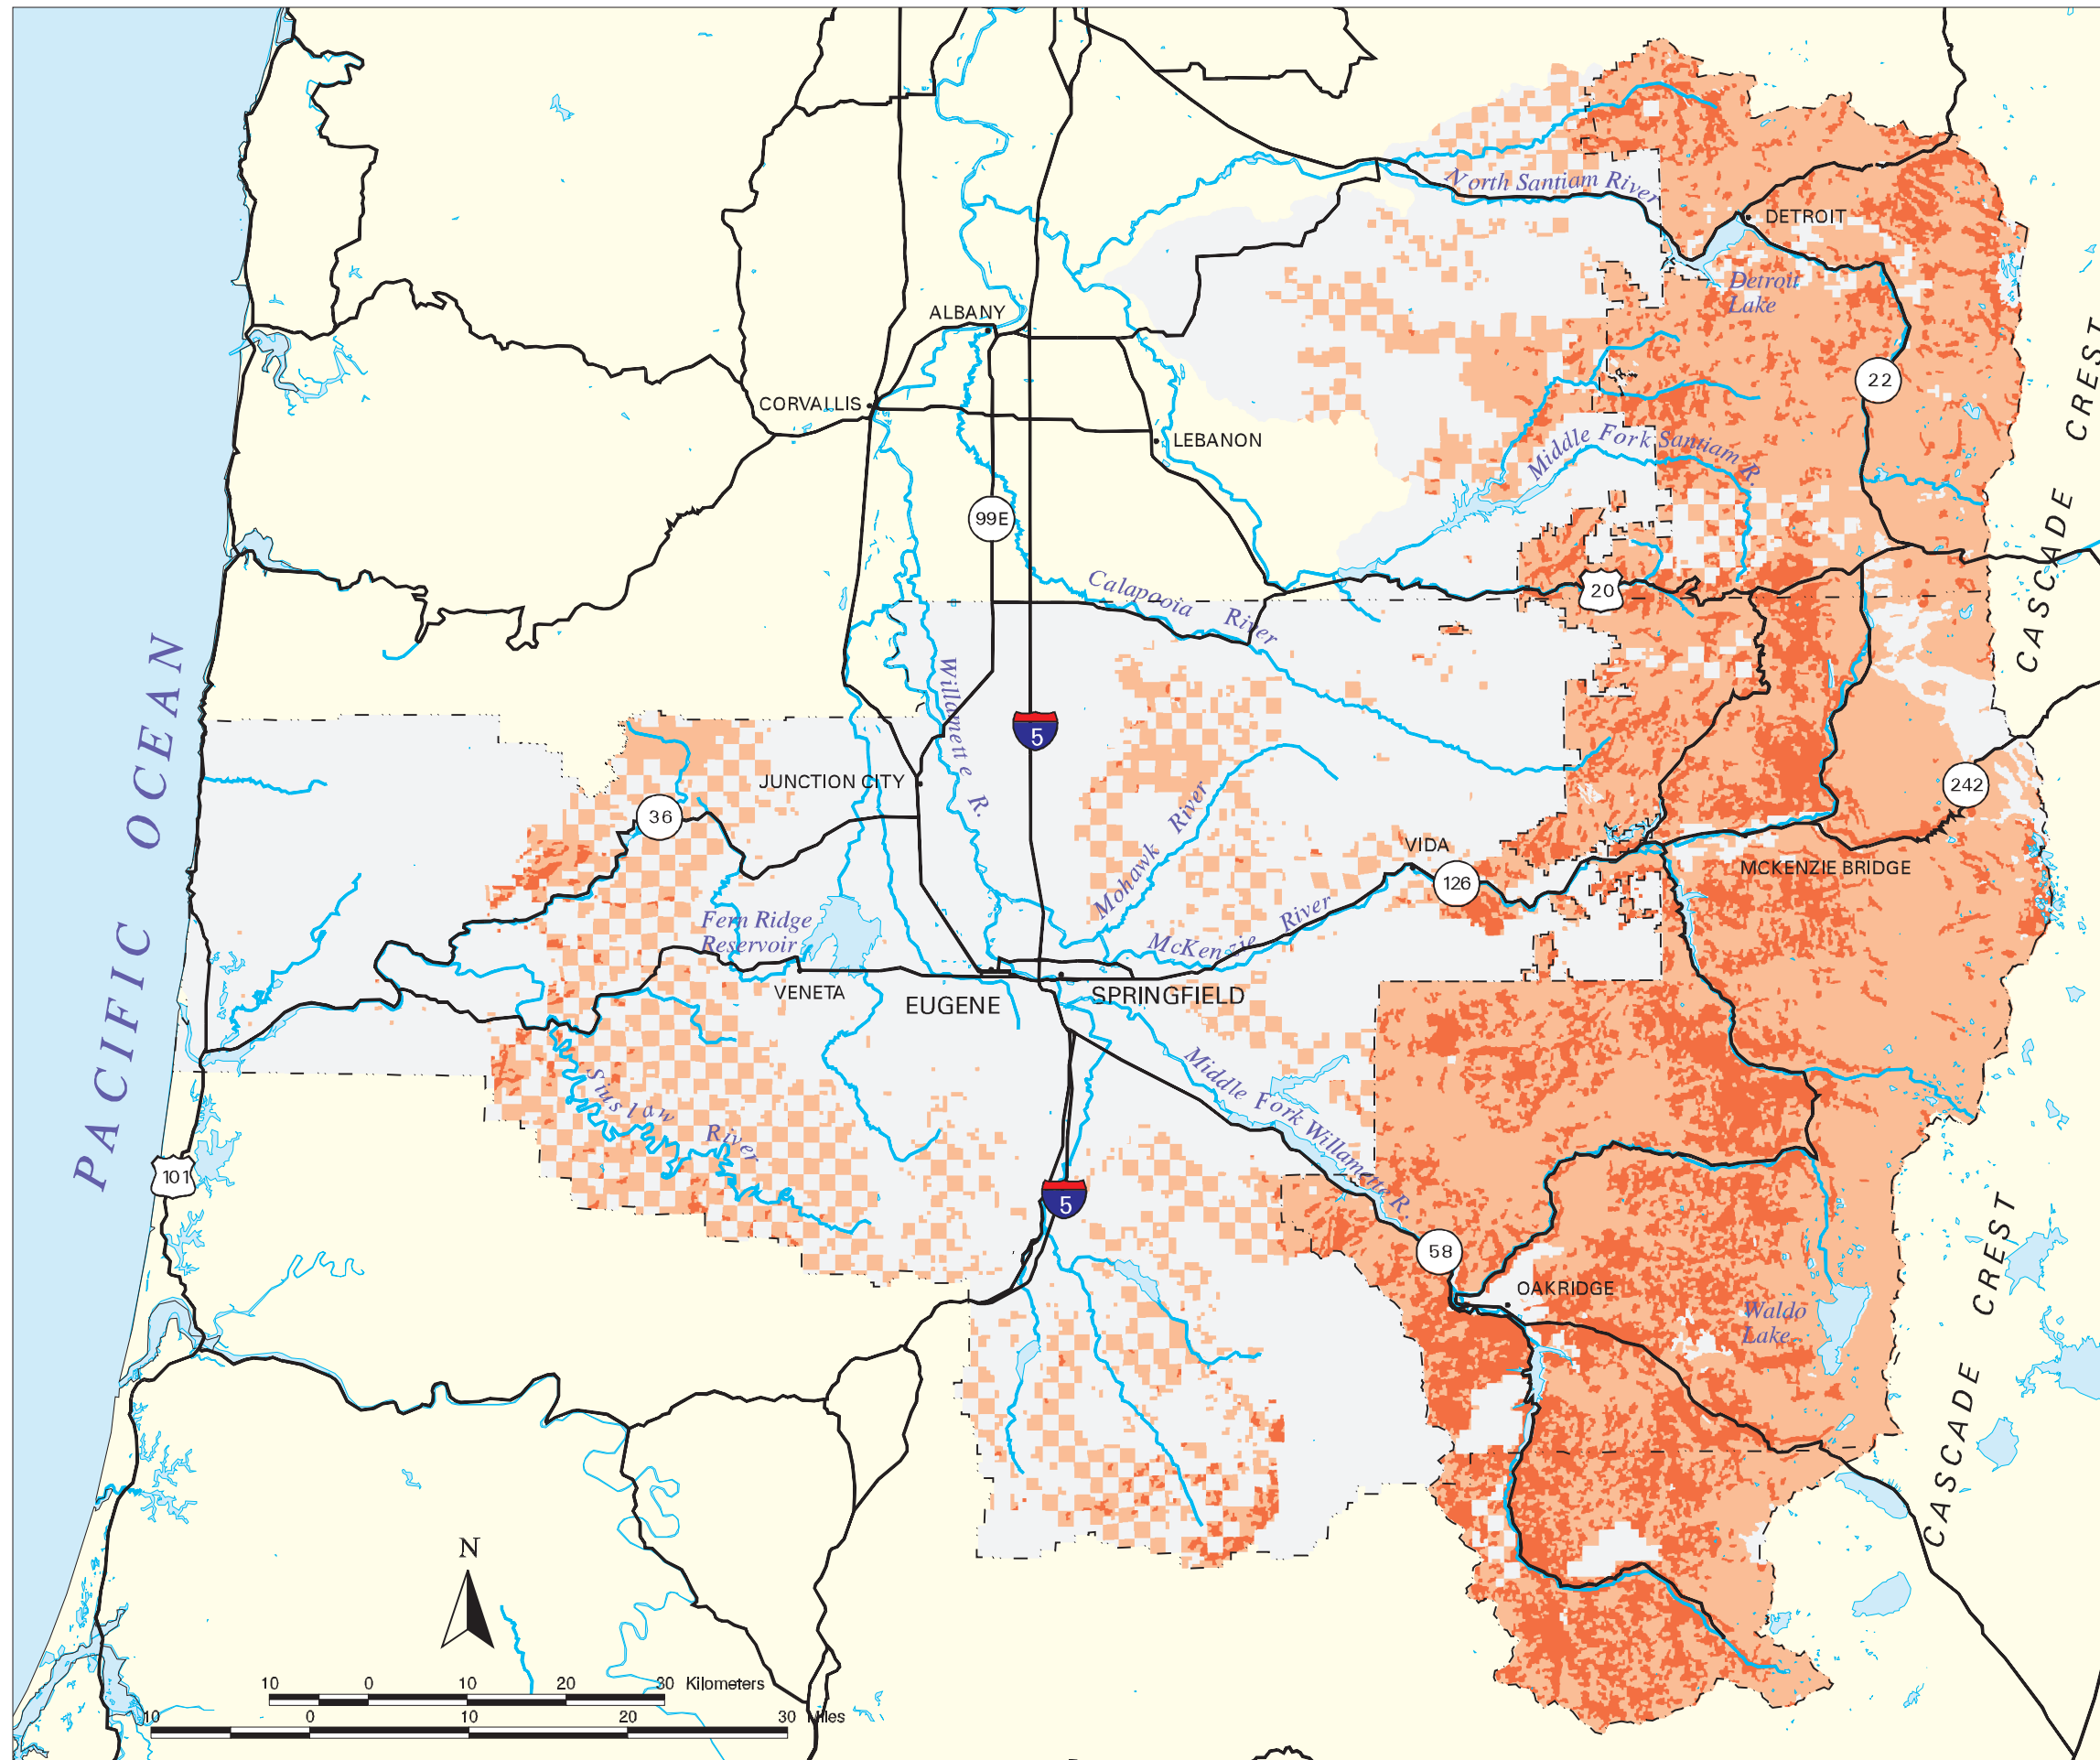 North Santiam River
DETROIT
Detroit
Lake
ALBANY
22
CASCADE CREST
CORVALLIS
LEBANON
Middle Fork Santiam R.
99E
Calapooia River
20
PACIFIC OCEAN
Willamette R.
5
JUNCTION CITY
242
36
Mohawk River
VIDA
126
MCKENZIE BRIDGE
Fern Ridge
Reservoir
McKenzie River
VENETA
EUGENE
SPRINGFIELD
Siuslaw River
Middle Fork Willamette R.
101
5
58
OAKRIDGE
Waldo
Lake
CASCADE CREST
N
10 0 10 20 30 Kilometers
10 0 10 20 30 Miles